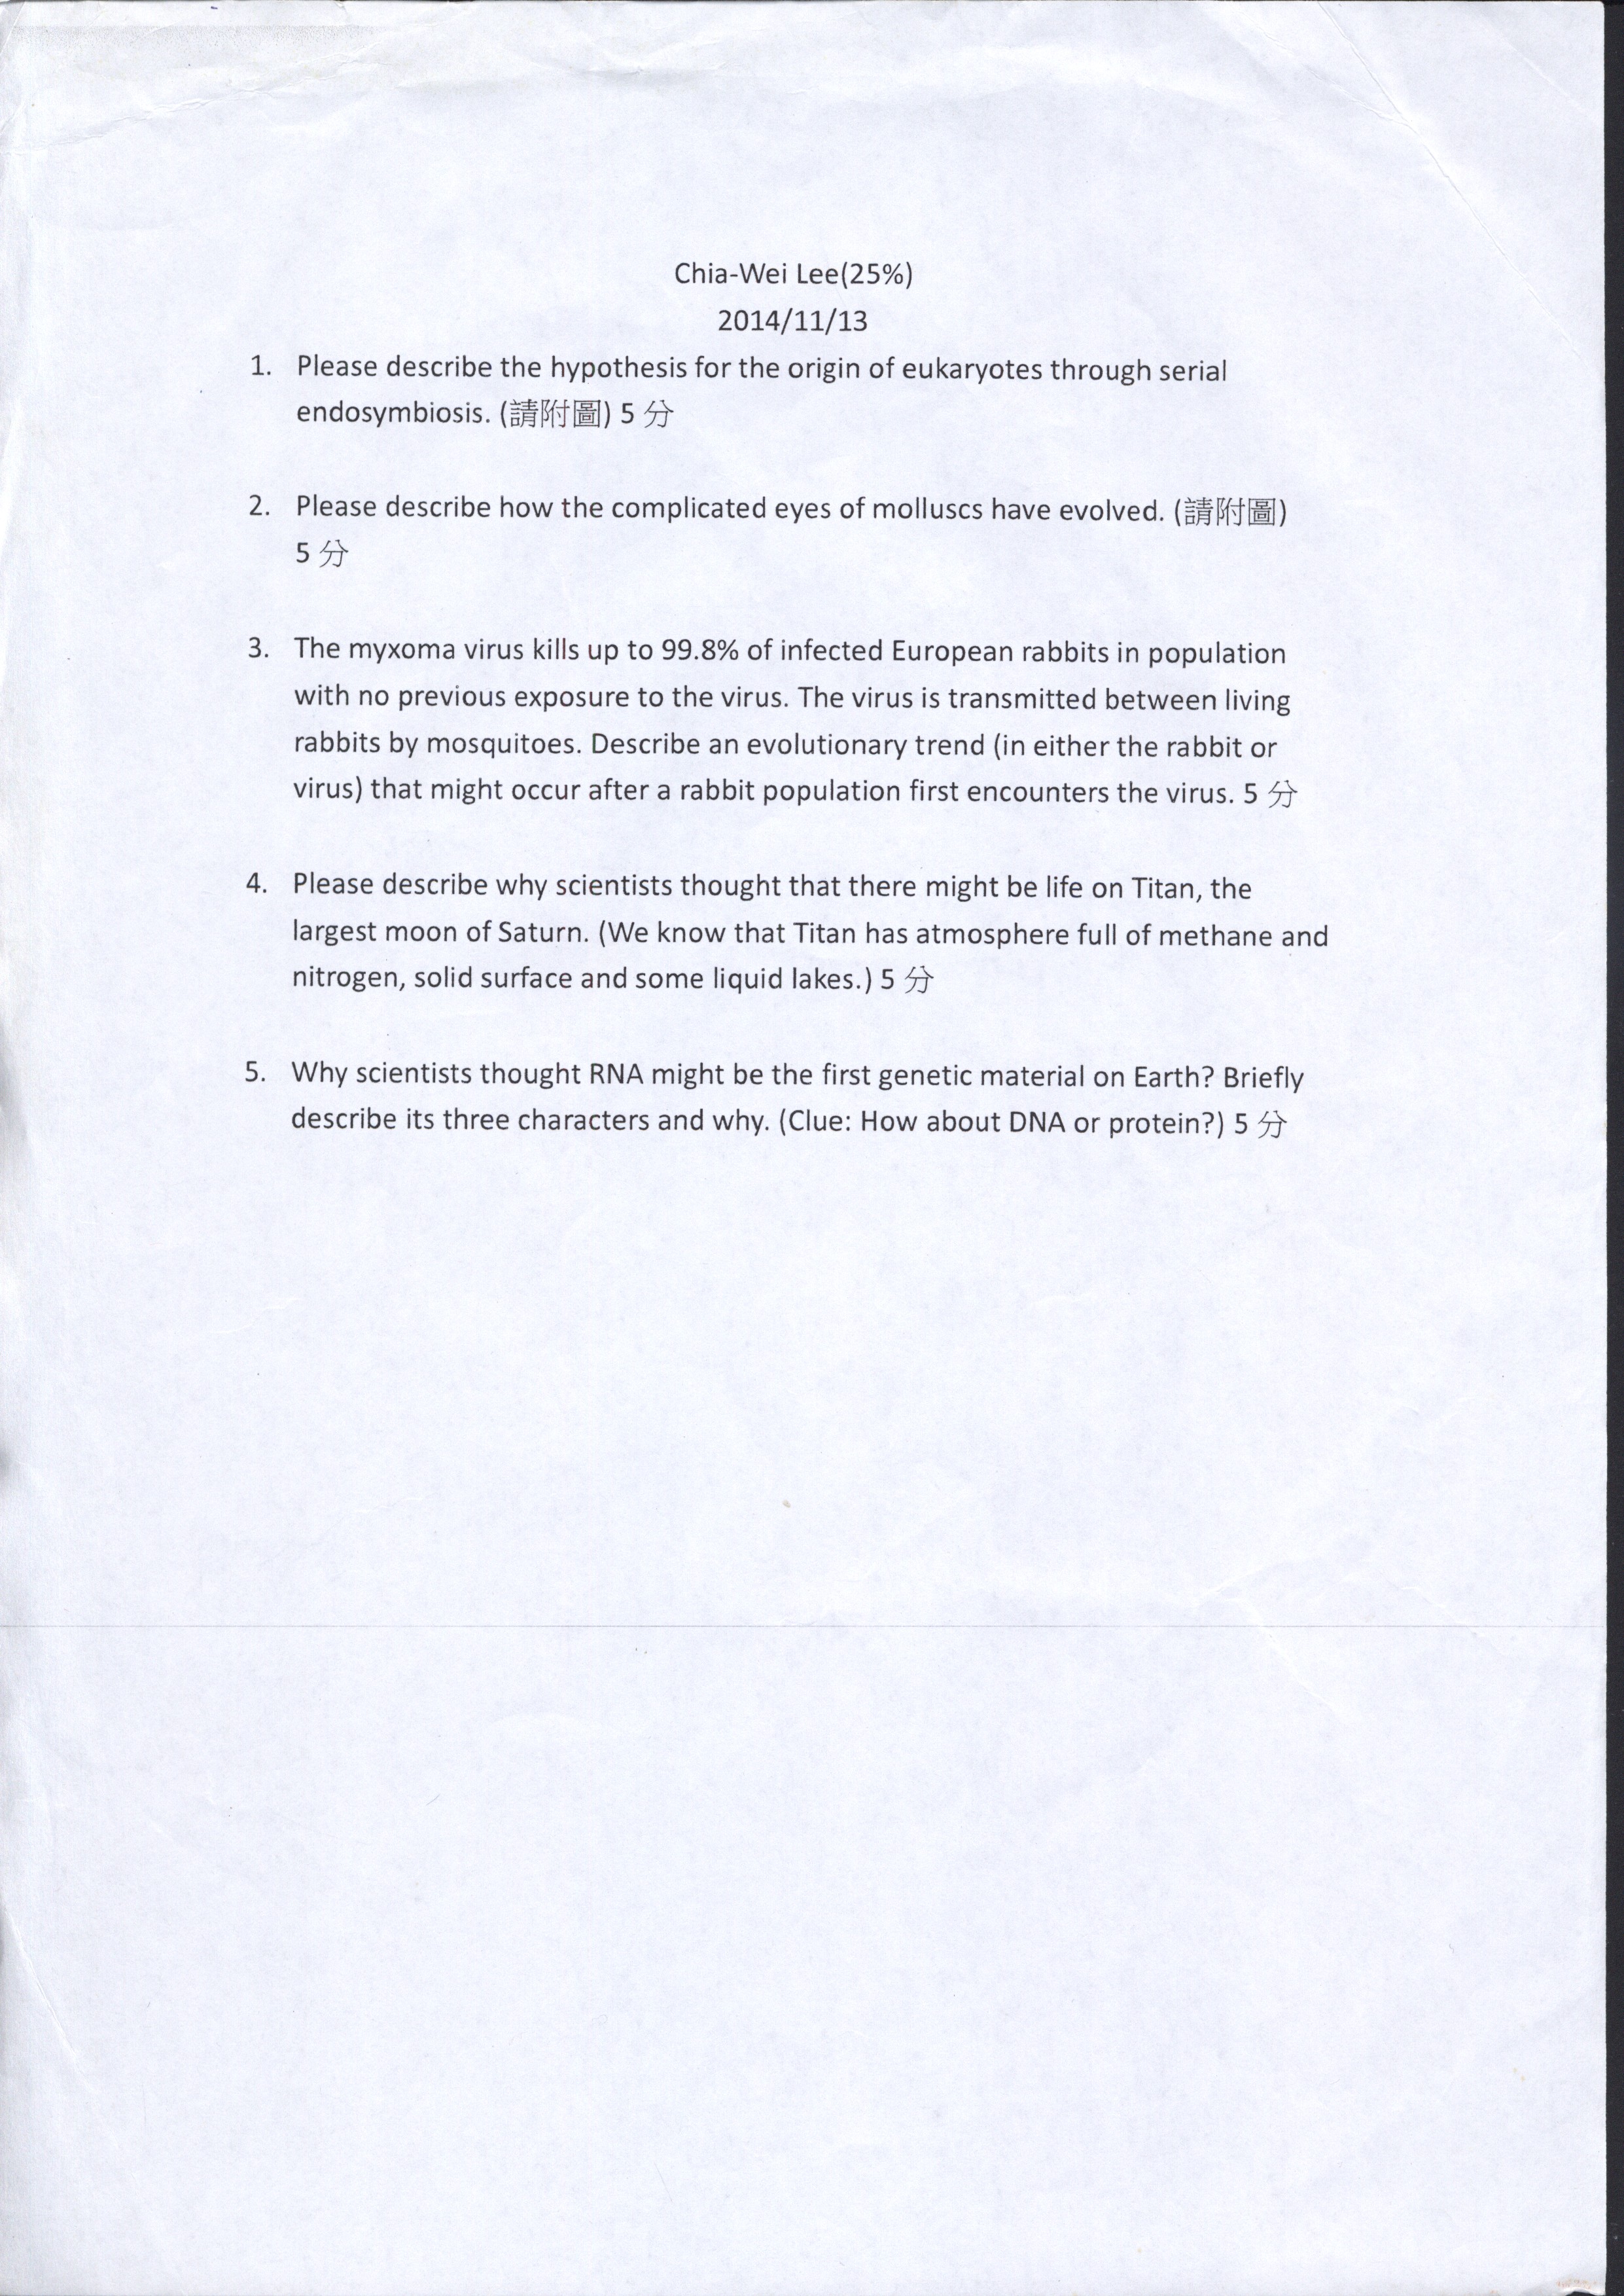 Chia-Wei Lee(25%)
2014/11/13
1. Please describe the hypothesis for the origin of eukaryotes through serial
endosymbiosis. (請附圖) 5 分
2. Please describe how the complicated eyes of molluscs have evolved. (請附圖)
5 分
3. The myxoma virus kills up to 99.8% of infected European rabbits in population
with no previous exposure to the virus. The virus is transmitted between living
rabbits by mosquitoes. Describe an evolutionary trend (in either the rabbit or
virus) that might occur after a rabbit population first encounters the virus. 5 分
4. Please describe why scientists thought that there might be life on Titan, the
largest moon of Saturn. (We know that Titan has atmosphere full of methane and
nitrogen, solid surface and some liquid lakes.) 5 分
5. Why scientists thought RNA might be the first genetic material on Earth? Briefly
describe its three characters and why. (Clue: How about DNA or protein?) 5 分